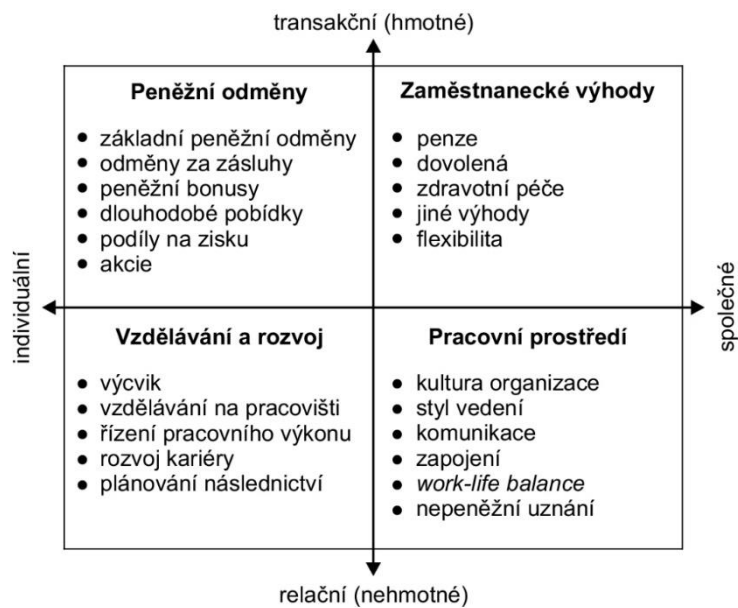 transakční (hmotné)
Peněžní odměny
● základní peněžní odměny
● odměny za zásluhy
● peněžní bonusy
● dlouhodobé pobídky
● podíly na zisku
● akcie
Zaměstnanecké výhody
● penze
● dovolená
● zdravotní péče
● jiné výhody
● flexibilita
individuální
společné
Vzdělávání a rozvoj
● výcvik
● vzdělávání na pracovišti
● řízení pracovního výkonu
● rozvoj kariéry
● plánování následnictví
Pracovní prostředí
● kultura organizace
● styl vedení
● komunikace
● zapojení
● work-life balance
● nepeněžní uznání
relační (nehmotné)